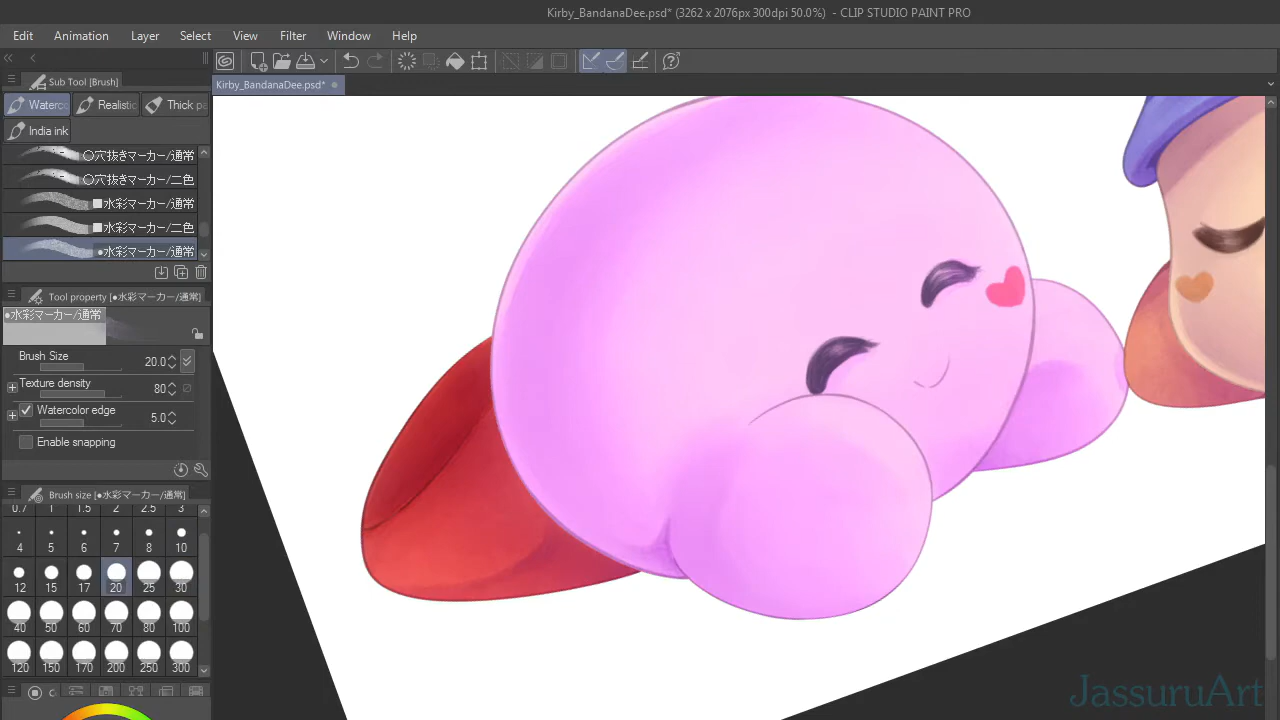 Kirby_BandanaDee.psd* (3262 x 2076px 300dpi 50.0%) - CLIP STUDIO PAINT PRO
Edit Animation Layer Select View Filter Window Help
Kirby_BandanaDee.psd*
Sub Tool [Brush]
Waterco Realistic Thick pa
India ink
○穴抜きマーカー/通常
○穴抜きマーカー/二色
■水彩マーカー/通常
■水彩マーカー/二色
●水彩マーカー/通常
Tool property [●水彩マーカー/通常]
●水彩マーカー/通常
Brush Size 20.0
Texture density 80
Watercolor edge 5.0
Enable snapping
Brush size [●水彩マーカー/通常]
0.7 1 1.5 2 2.5 3
4 5 6 7 8 10
12 15 17 20 25 30
40 50 60 70 80 100
120 150 170 200 250 300
JassuruArt